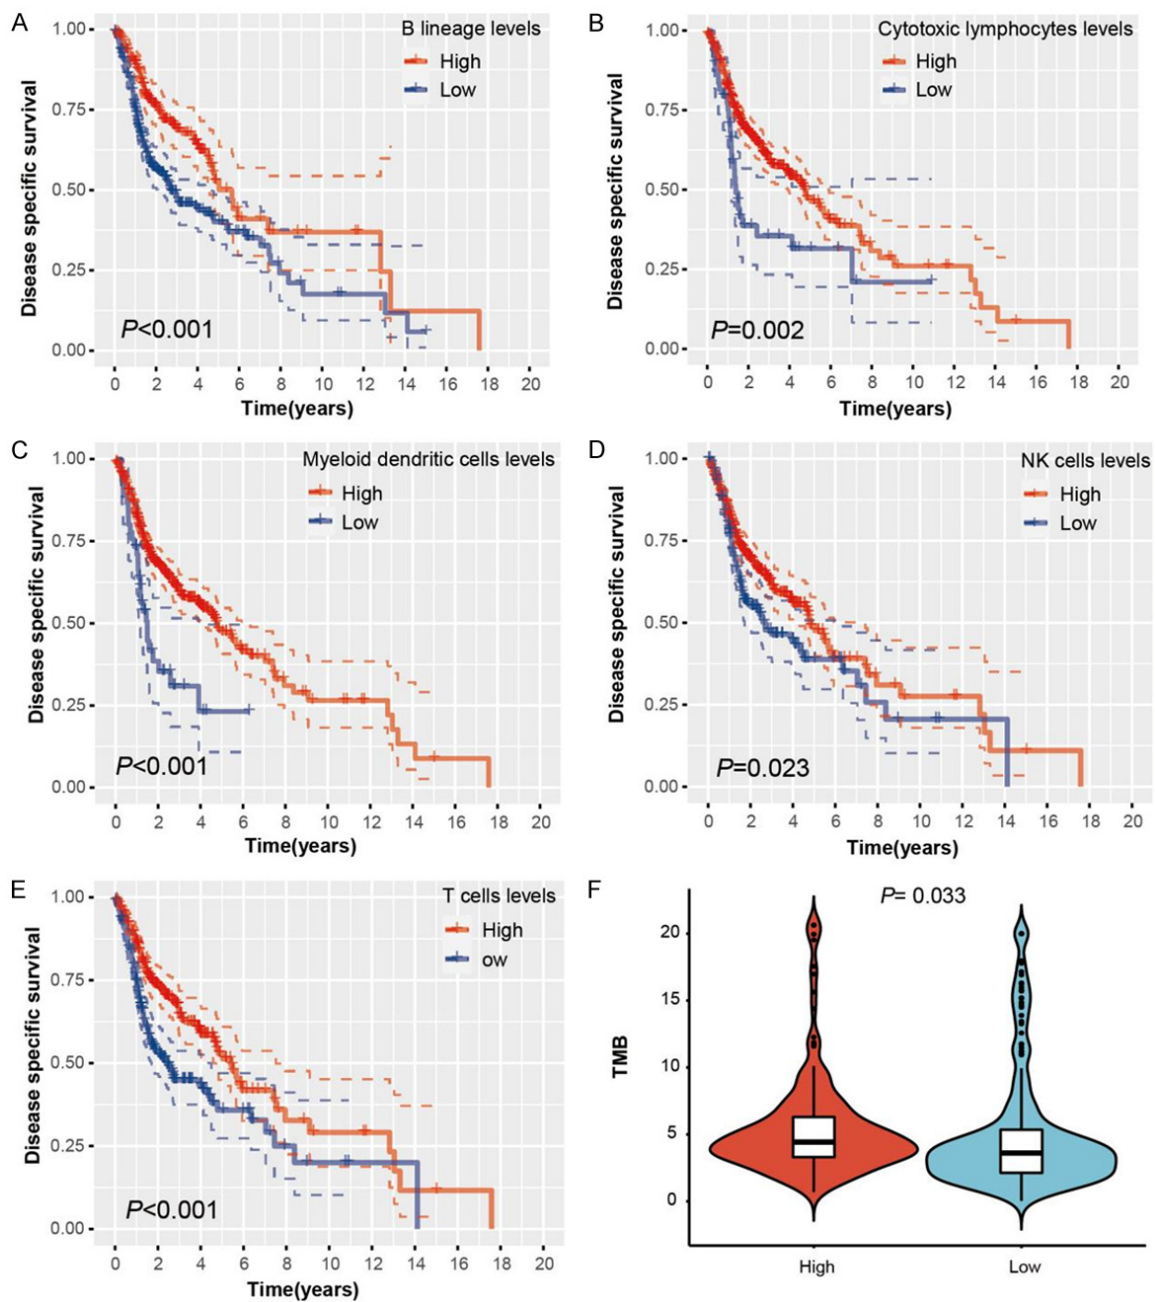 A
B lineage levels
High
Low
1.00
0.75
0.50
0.25
0.00
Disease specific survival
P<0.001
0 2 4 6 8 10 12 14 16 18 20
Time(years)
B
Cytotoxic lymphocytes levels
High
Low
1.00
0.75
0.50
0.25
0.00
Disease specific survival
P=0.002
0 2 4 6 8 10 12 14 16 18 20
Time(years)
C
Myeloid dendritic cells levels
High
Low
1.00
0.75
0.50
0.25
0.00
Disease specific survival
P<0.001
0 2 4 6 8 10 12 14 16 18 20
Time(years)
D
NK cells levels
High
Low
1.00
0.75
0.50
0.25
0.00
Disease specific survival
P=0.023
0 2 4 6 8 10 12 14 16 18 20
Time(years)
E
T cells levels
High
ow
1.00
0.75
0.50
0.25
0.00
Disease specific survival
P<0.001
0 2 4 6 8 10 12 14 16 18 20
Time(years)
F
P= 0.033
20
15
10
5
0
TMB
High Low